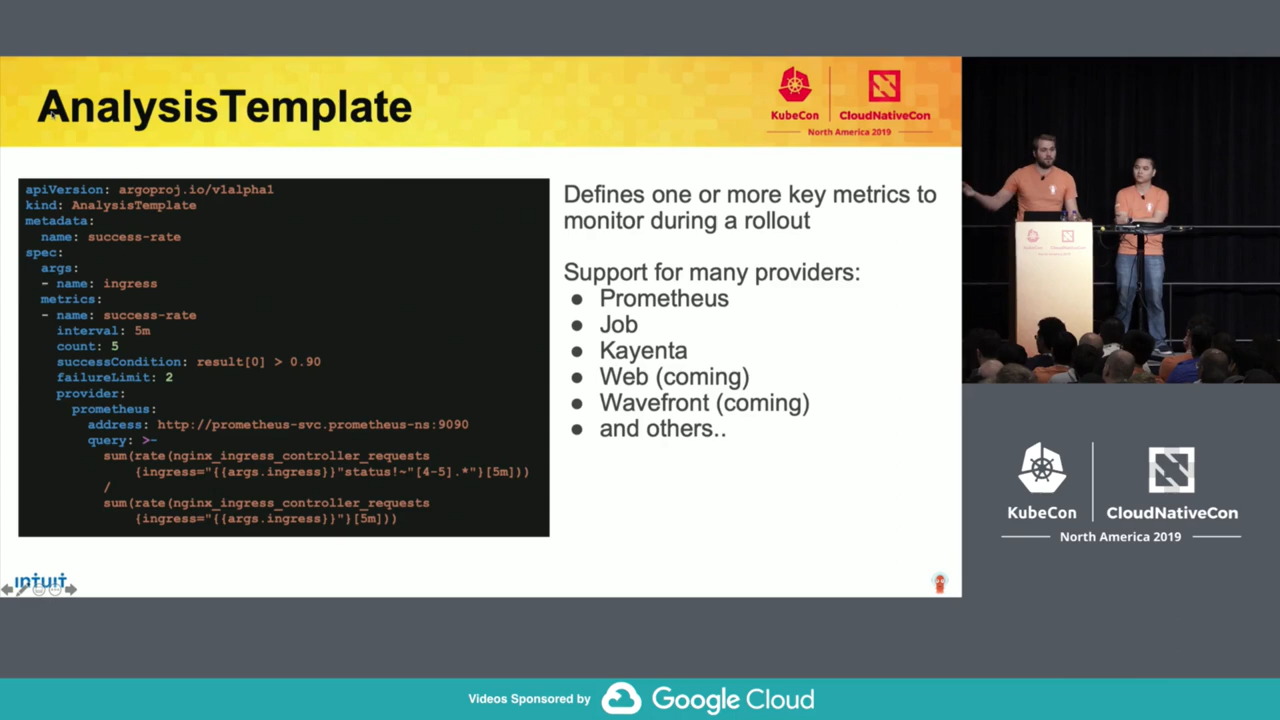 AnalysisTemplate
KubeCon
CloudNativeCon
North America 2019
apiVersion: argoproj.io/v1alpha1
kind: AnalysisTemplate
metadata:
name: success-rate
spec:
args:
- name: ingress
metrics:
- name: success-rate
interval: 5m
count: 5
successCondition: result[0] > 0.90
failureLimit: 2
provider:
prometheus:
address: http://prometheus-svc.prometheus-ns:9090
query: >-
sum(rate(nginx_ingress_controller_requests
{ingress="{{args.ingress}}"status!~"[4-5].*"}[5m]))
/
sum(rate(nginx_ingress_controller_requests
{ingress="{{args.ingress}}"}[5m]))
Defines one or more key metrics to
monitor during a rollout
Support for many providers:
● Prometheus
● Job
● Kayenta
● Web (coming)
● Wavefront (coming)
● and others..
intuit
KubeCon
CloudNativeCon
North America 2019
Videos Sponsored by Google Cloud